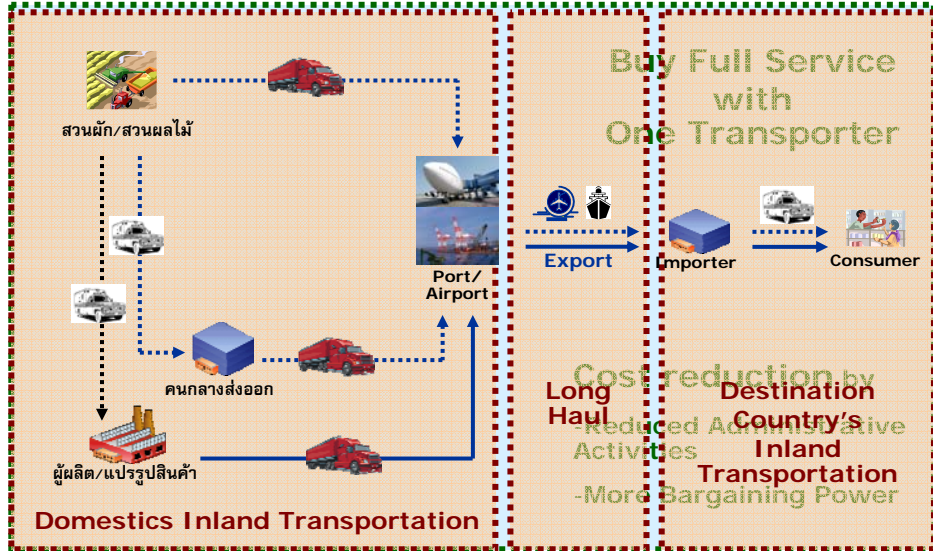 Buy Full Service
with
One Transporter
สวนผัก/สวนผลไม้
Port/
Airport
Export
Importer
Consumer
คนกลางส่งออก
ผู้ผลิต/แปรรูปสินค้า
Domestics Inland Transportation
Long
Haul
Destination
Country's
Inland
Transportation
Cost reduction by
-Reduced Administrative
Activities
-More Bargaining Power